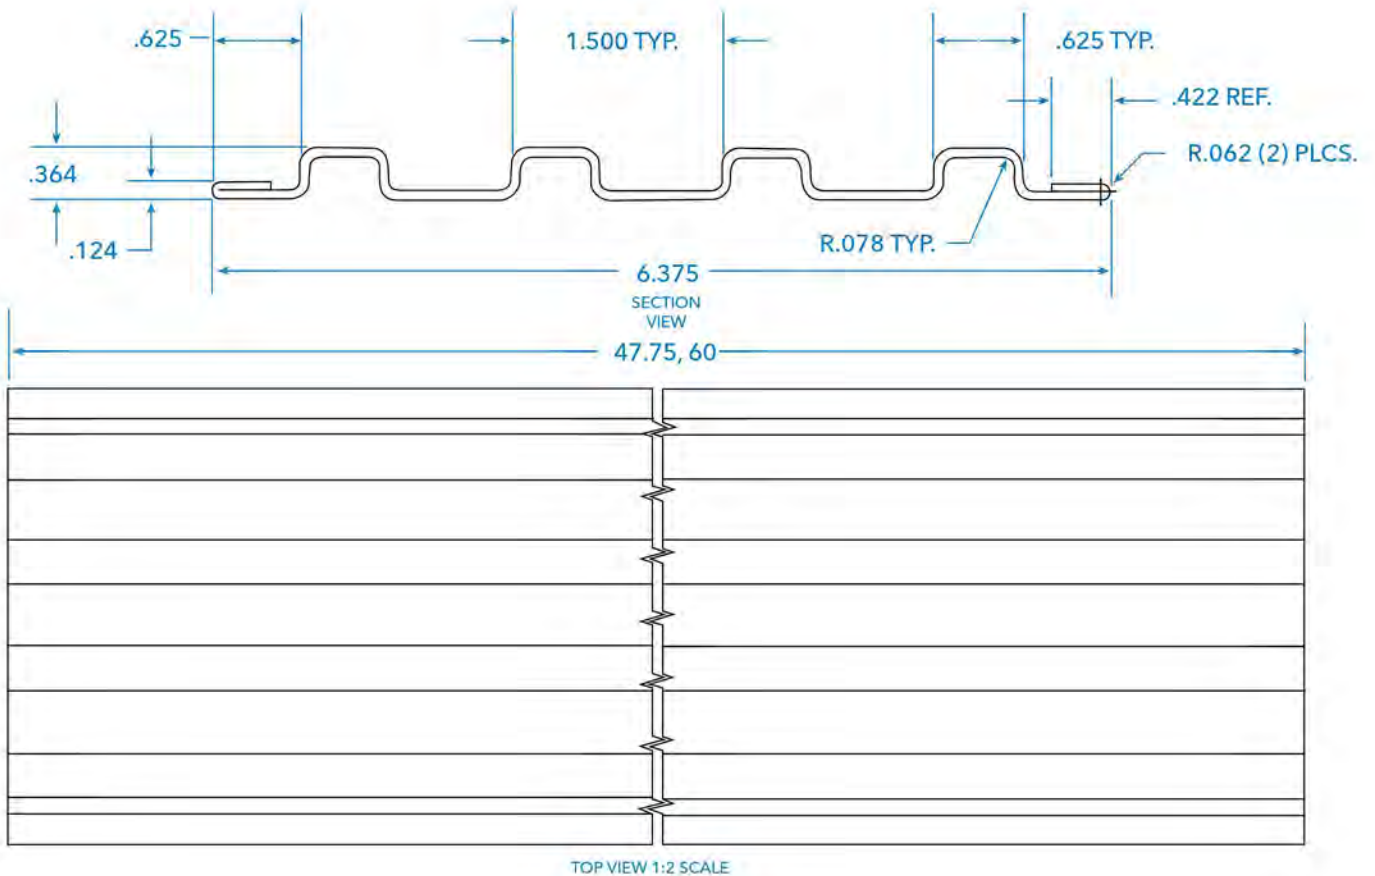 .625
1.500 TYP.
.625 TYP.
.422 REF.
R.062 (2) PLCS.
.364
.124
R.078 TYP.
6.375
SECTION
VIEW
47.75, 60
TOP VIEW 1:2 SCALE